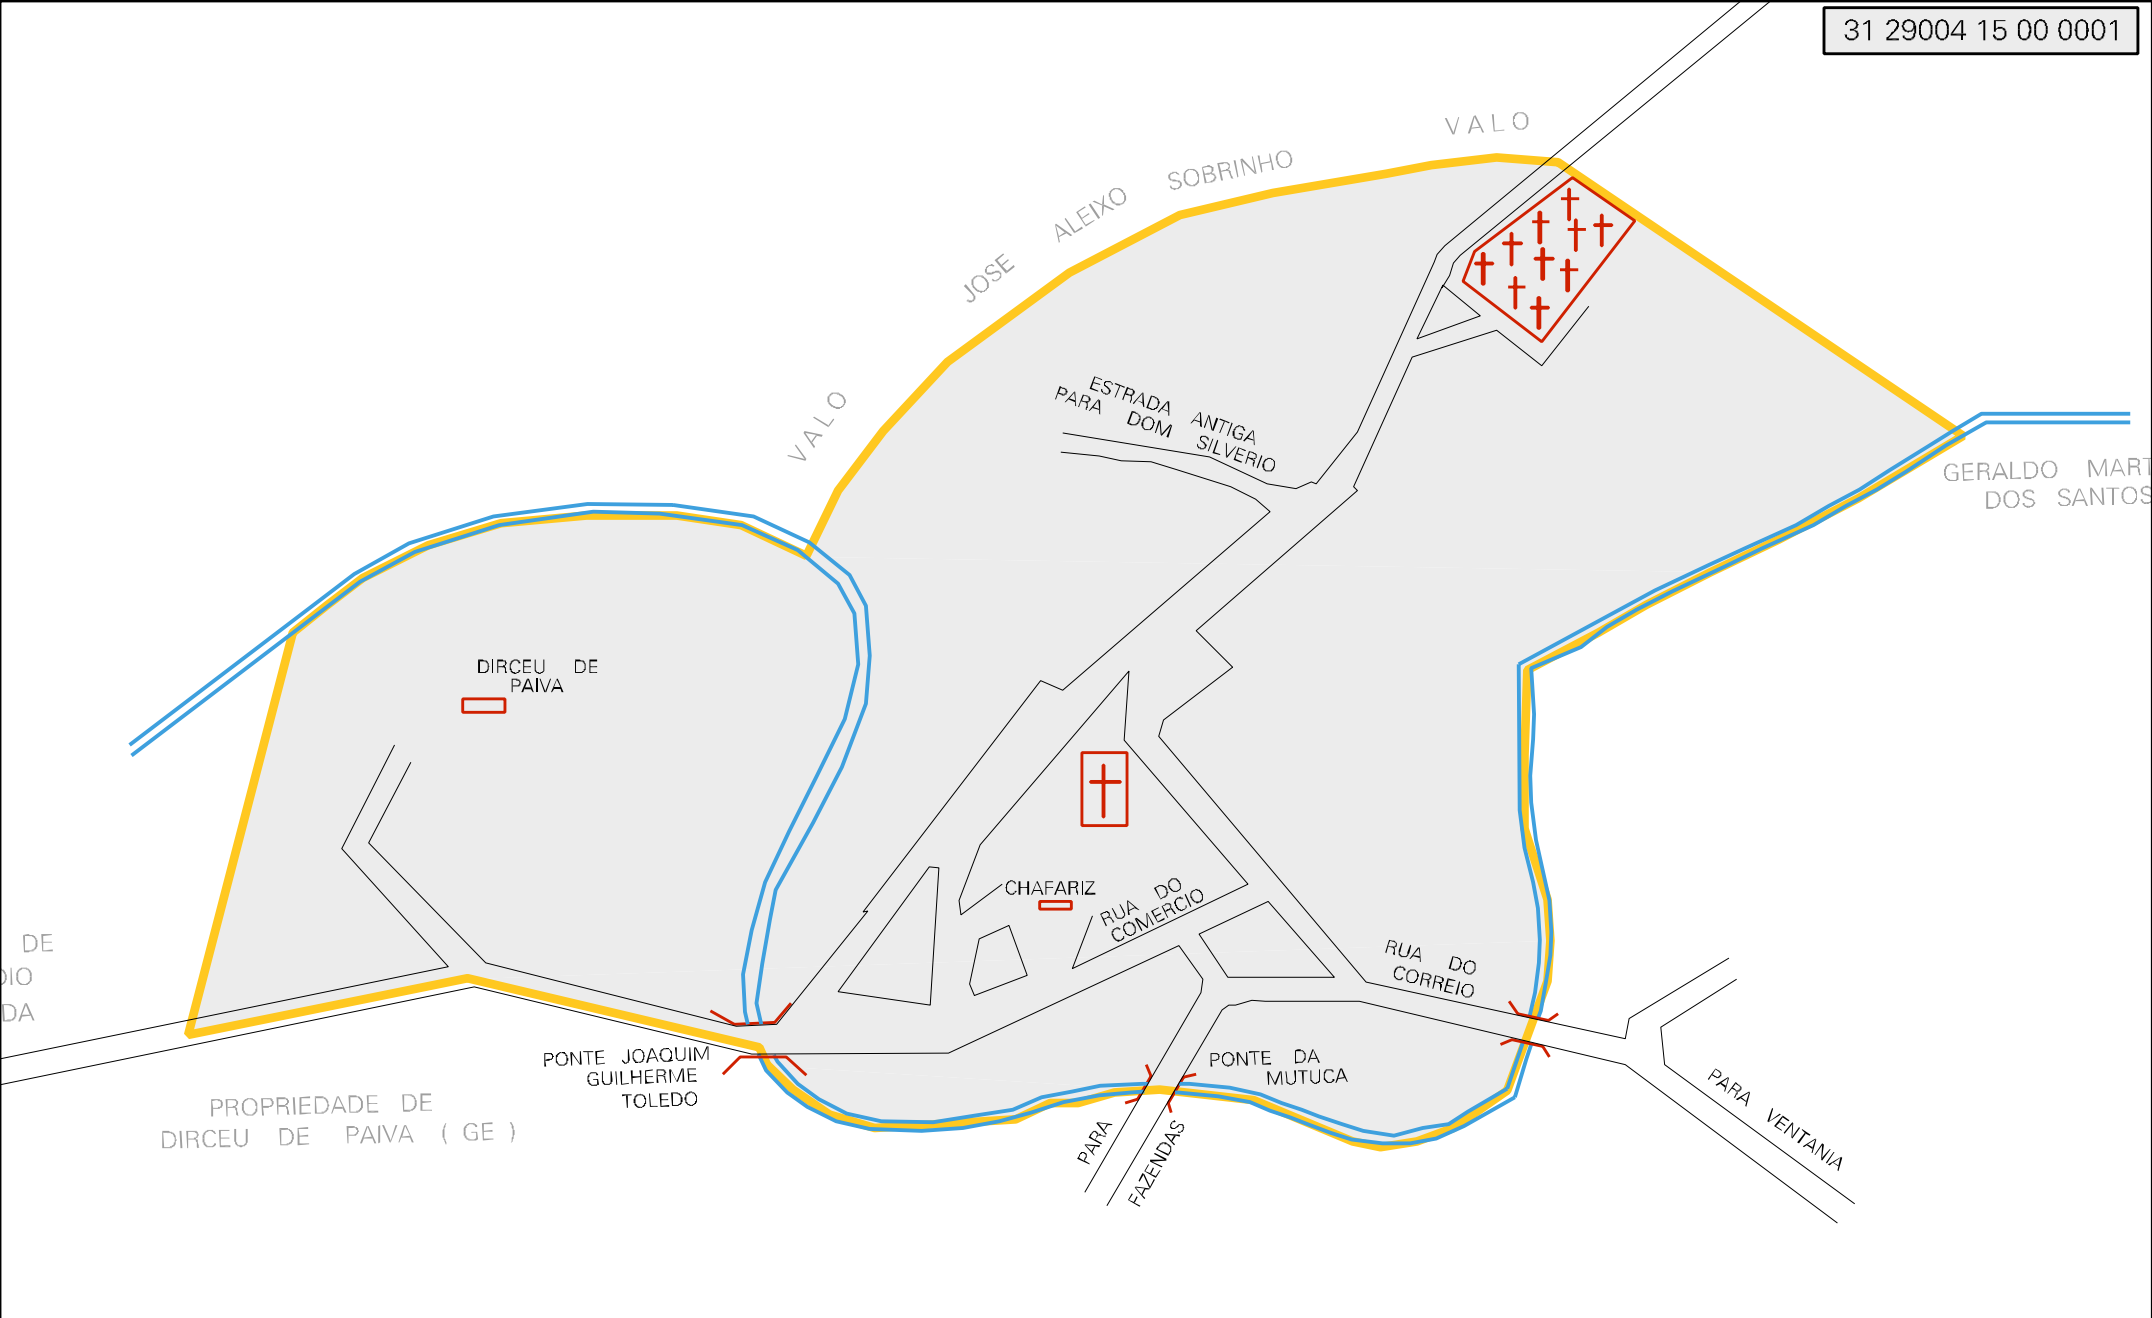 31 29004 15 00 0001
VALO
JOSE ALEIXO SOBRINHO
VALO
ESTRADA ANTIGA
PARA DOM SILVERIO
GERALDO MART
DOS SANTOS
DIRCEU DE
PAIVA
CHAFARIZ
RUA DO
COMERCIO
RUA DO
CORREIO
DE
DIO
DA
PONTE JOAQUIM
GUILHERME
TOLEDO
PONTE DA
MUTUCA
PROPRIEDADE DE
DIRCEU DE PAIVA ( GE )
PARA
FAZENDAS
PARA VENTANIA